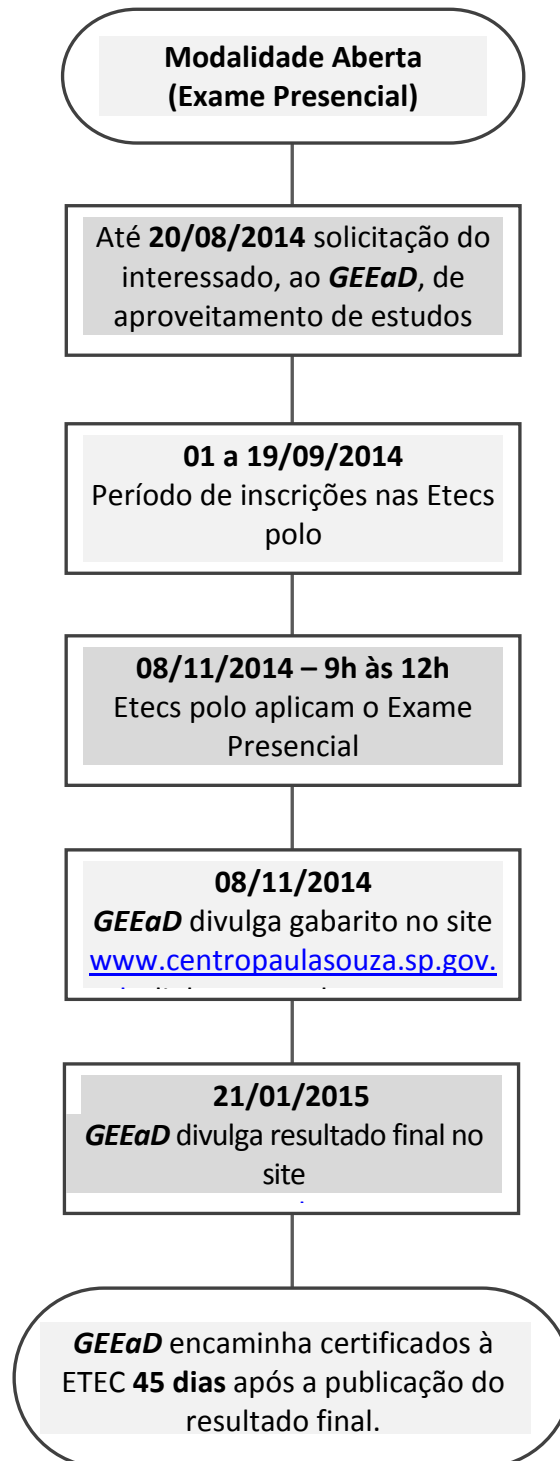 Modalidade Aberta
(Exame Presencial)
Até 20/08/2014 solicitação do
interessado, ao GEEaD, de
aproveitamento de estudos
01 a 19/09/2014
Período de inscrições nas Etecs
polo
08/11/2014 – 9h às 12h
Etecs polo aplicam o Exame
Presencial
08/11/2014
GEEaD divulga gabarito no site
www.centropaulasouza.sp.gov.
21/01/2015
GEEaD divulga resultado final no
site
GEEaD encaminha certificados à
ETEC 45 dias após a publicação do
resultado final.